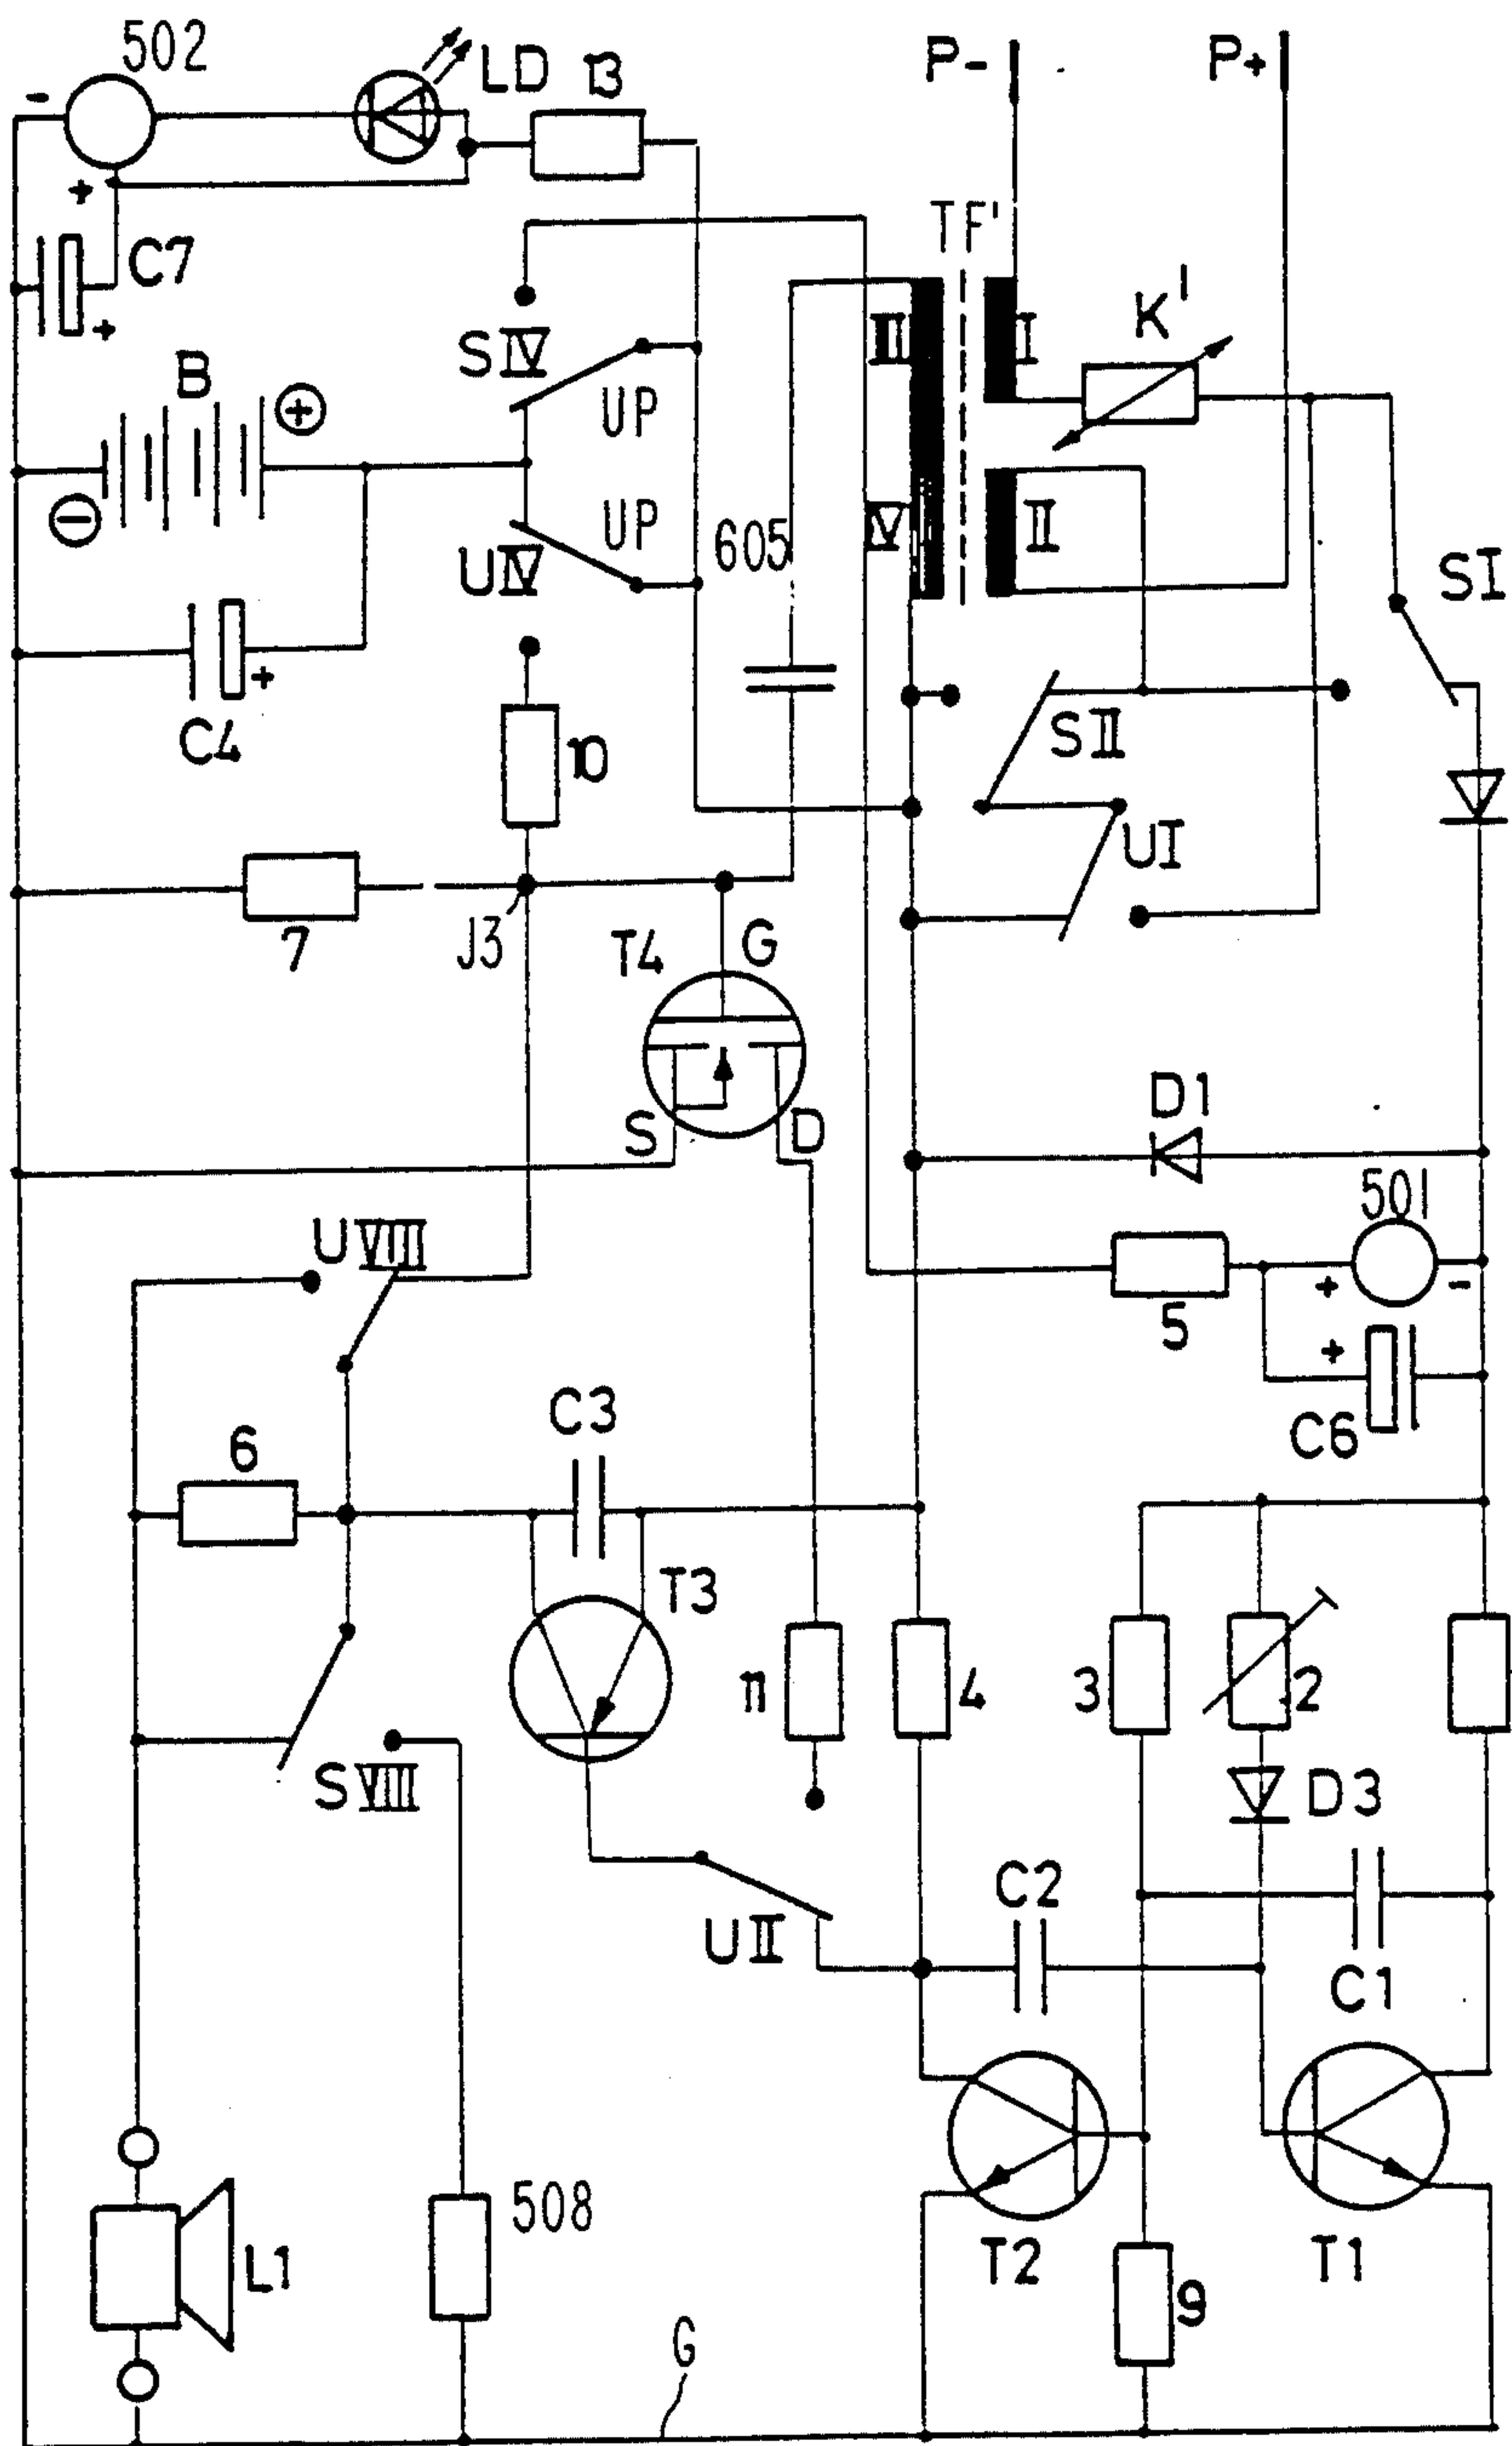 502
LD
13
P-
P+
-
+
C7
+
TF'
III
I
K'
B
+
-
SIV
UP
UP
UIV
605
IV
II
SI
C4
+
10
SII
UI
7
J3
T4
G
S
D
D1
501
+
-
5
+
C6
UVIII
6
C3
T3
11
4
3
2
SVIII
D3
UII
C2
C1
L1
508
T2
9
T1
G